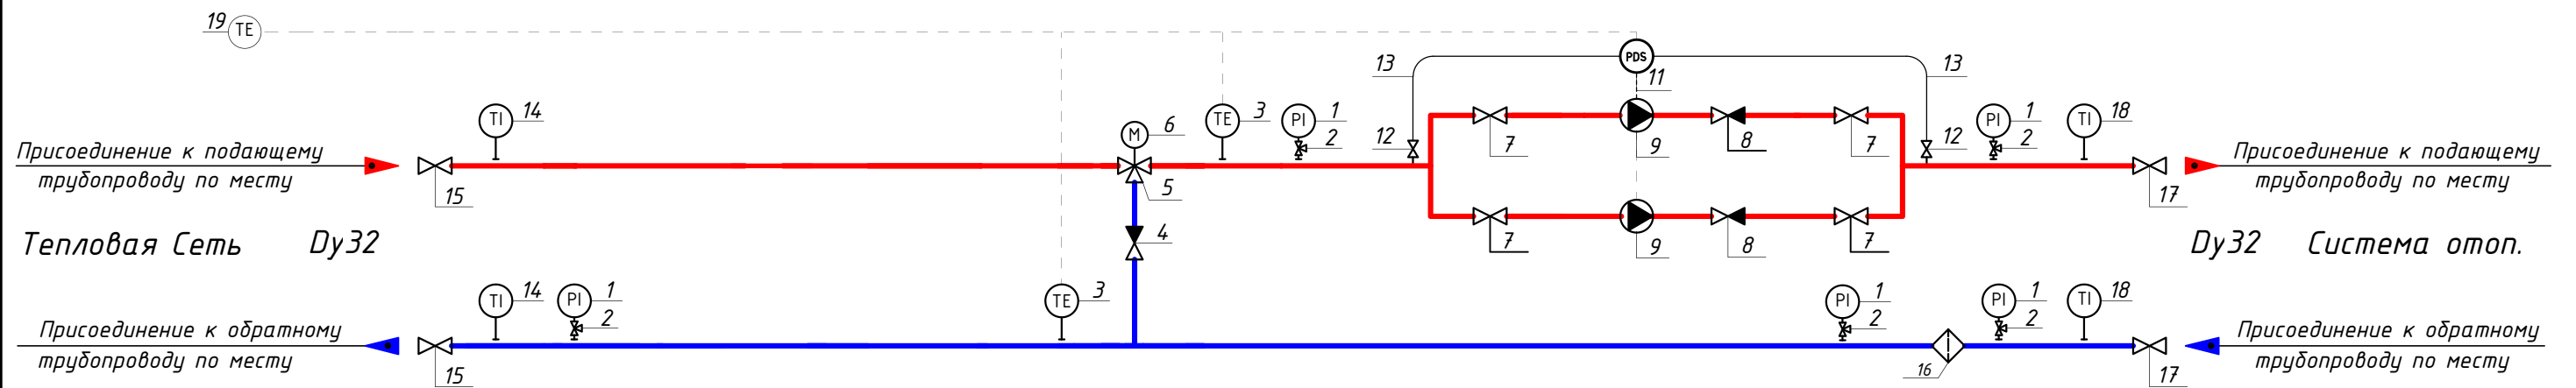 19 TE
PDS
13 11 13
14 TI
6 M
3 TE
1 PI
2
12
7 9 8 7
12
1 PI
2
18 TI
Присоединение к подающему
трубопроводу по месту
15
5
Присоединение к подающему
трубопроводу по месту
17
Тепловая Сеть Dу32
4
7 9 8 7
Dу32 Система отоп.
TI 14
PI 1
2
TE 3
PI 1
2
PI 1
2
TI 18
Присоединение к обратному
трубопроводу по месту
15
16
Присоединение к обратному
трубопроводу по месту
17